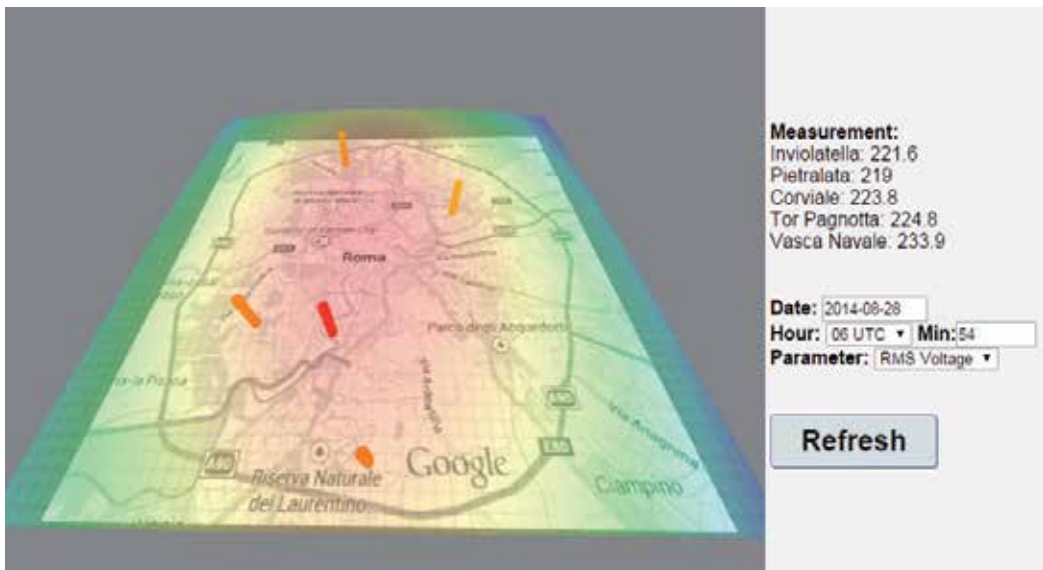 Roma
Parco degli Acquedotti
Google
Riserva Naturale
del Laurentino
Ciampino
Measurement:
Inviolatella: 221.6
Pietralata: 219
Corviale: 223.8
Tor Pagnotta: 224.8
Vasca Navale: 233.9
Date: 2014-08-28
Hour: 06 UTC Min: 54
Parameter: RMS Voltage
Refresh